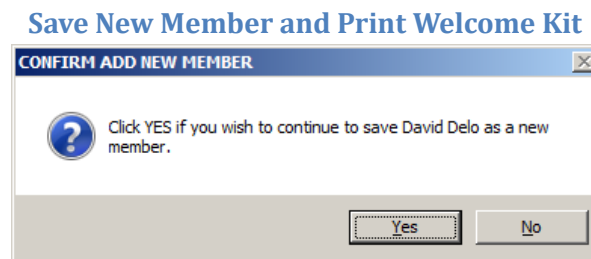 Save New Member and Print Welcome Kit
CONFIRM ADD NEW MEMBER
Click YES if you wish to continue to save David Delo as a new
member.
Yes
No